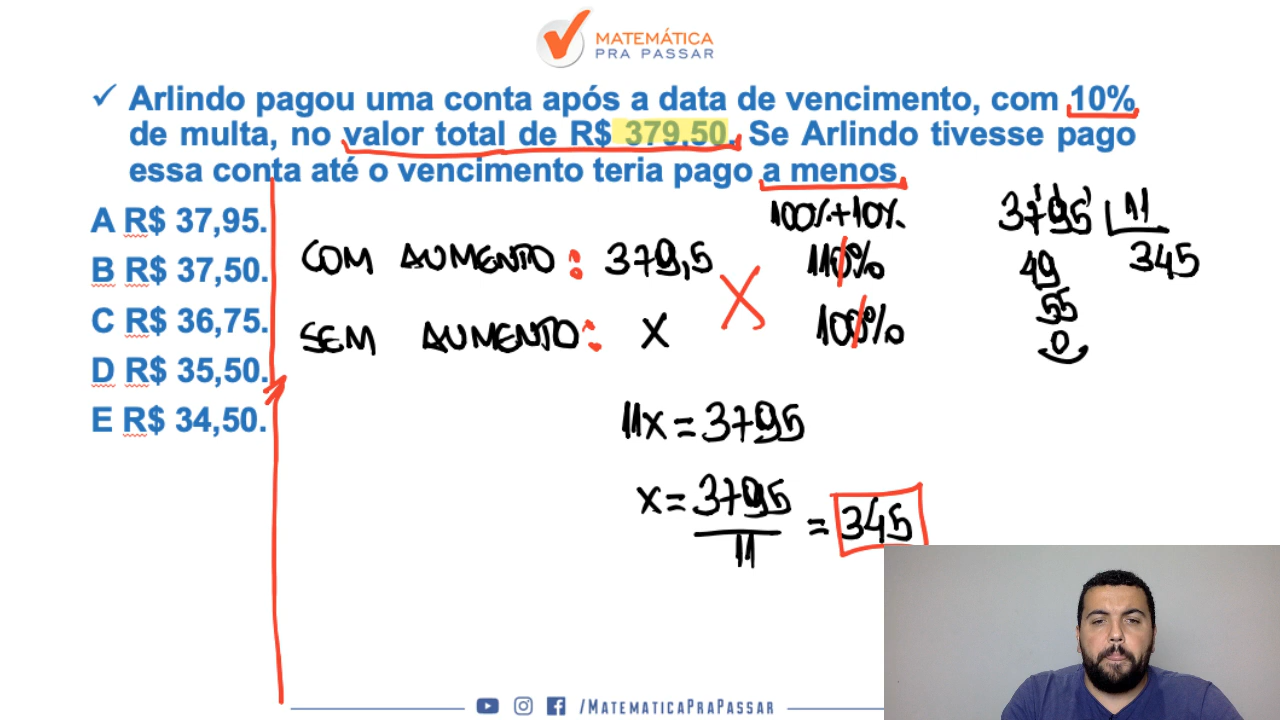 MATEMÁTICA
PRA PASSAR
✓ Arlindo pagou uma conta após a data de vencimento, com 10%
de multa, no valor total de R$ 379,50. Se Arlindo tivesse pago
essa conta até o vencimento teria pago a menos
A R$ 37,95.
B R$ 37,50.
C R$ 36,75.
D R$ 35,50.
E R$ 34,50.
100%+10%
COM AUMENTO: 379,5 110%
SEM AUMENTO: X 100%
3795 11
49 345
55
0
11X = 3795
X = 3795
11
= 345
/MATEMATICAPRAPASSAR